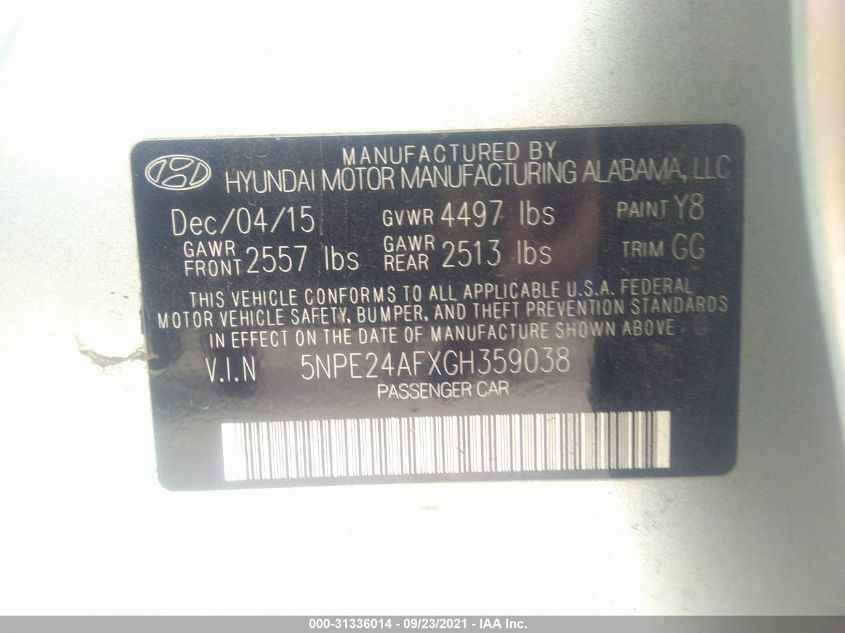 MANUFACTURED BY
HYUNDAI MOTOR MANUFACTURING ALABAMA, LLC
Dec/04/15 GVWR 4497 lbs PAINT Y8
GAWR FRONT 2557 lbs GAWR REAR 2513 lbs TRIM GG
THIS VEHICLE CONFORMS TO ALL APPLICABLE U.S.A. FEDERAL
MOTOR VEHICLE SAFETY, BUMPER, AND THEFT PREVENTION STANDARDS
IN EFFECT ON THE DATE OF MANUFACTURE SHOWN ABOVE.
V.I.N 5NPE24AFXGH359038
PASSENGER CAR
000-31336014 - 09/23/2021 - IAA Inc.